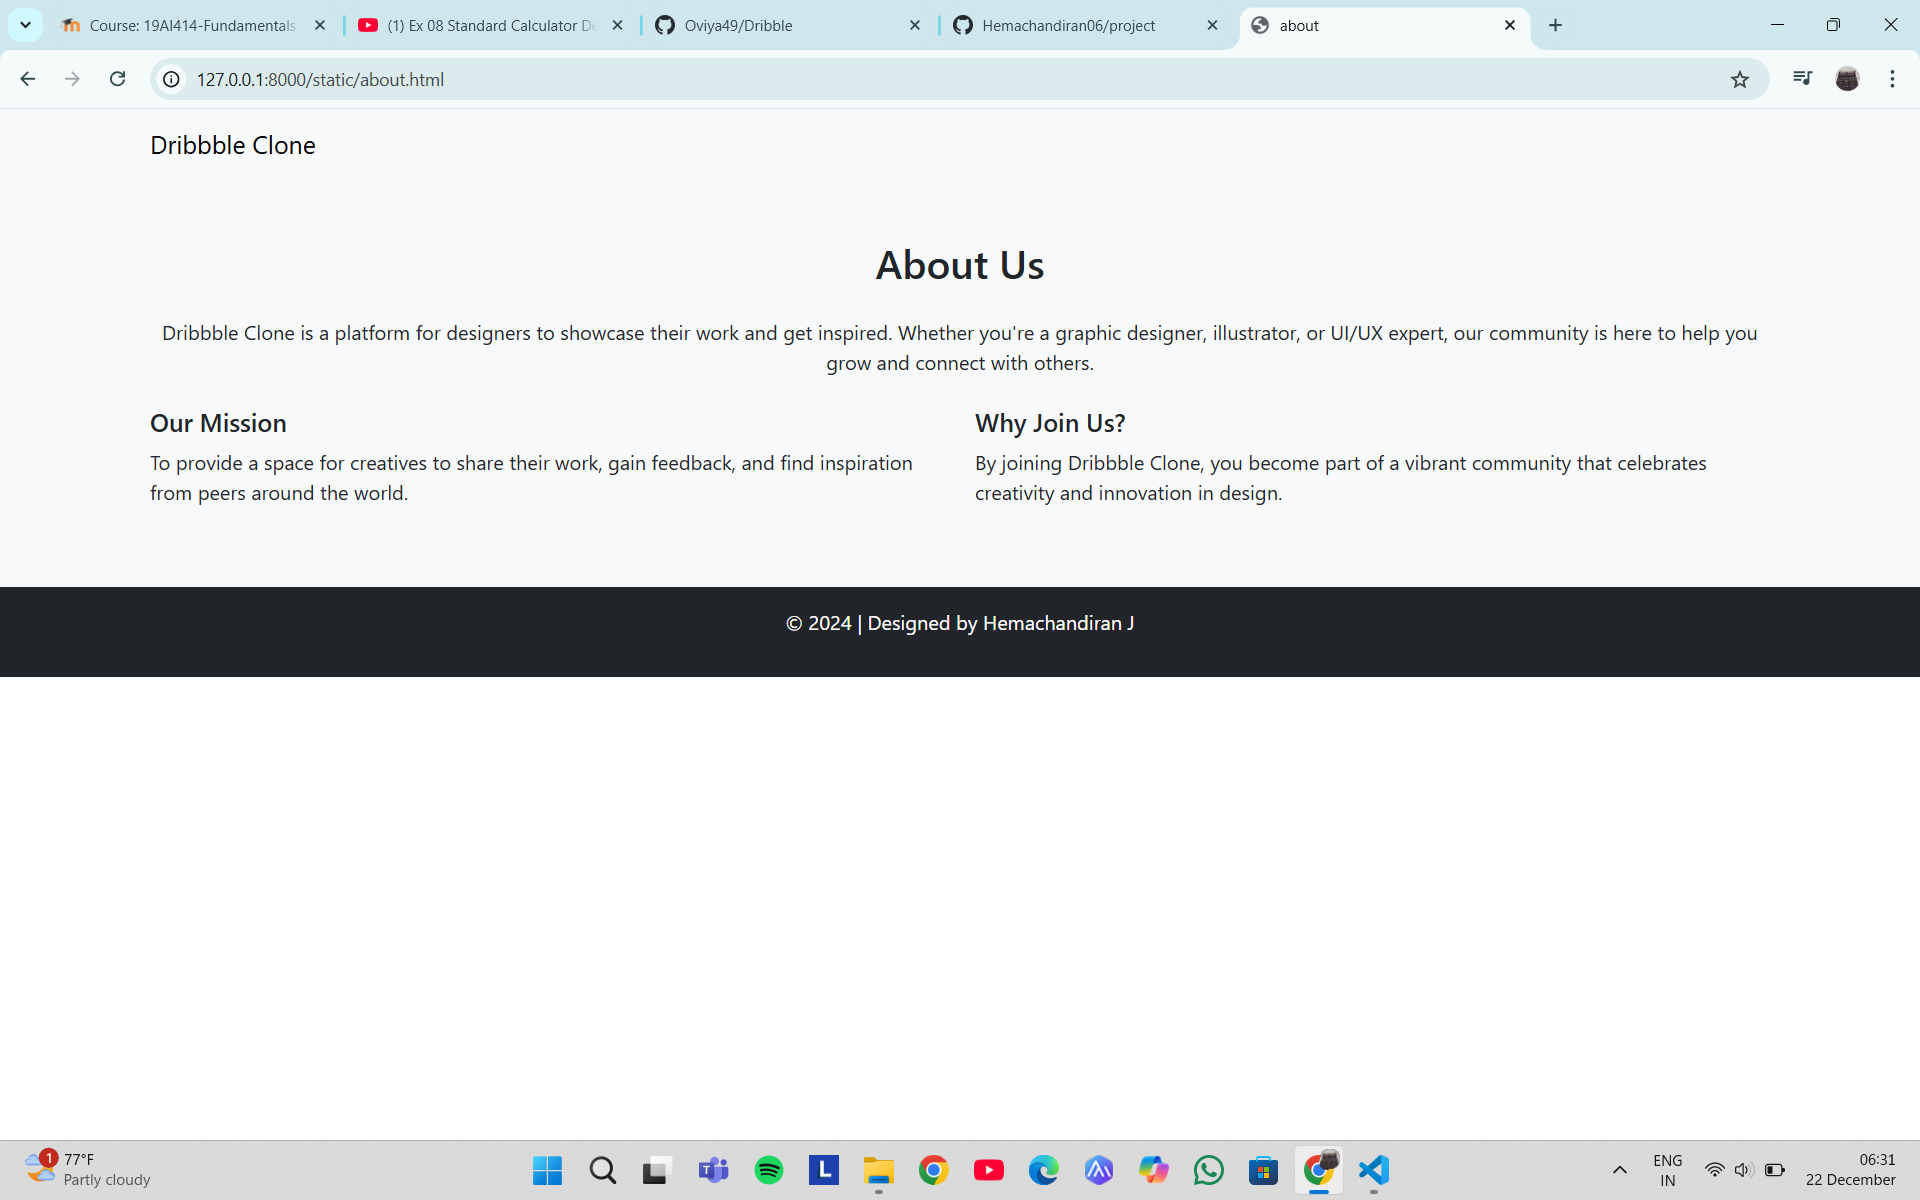 Course: 19AI414-Fundamentals
(1) Ex 08 Standard Calculator De
Oviya49/Dribble
Hemachandiran06/project
about
127.0.0.1:8000/static/about.html
Dribbble Clone
About Us
Dribbble Clone is a platform for designers to showcase their work and get inspired. Whether you're a graphic designer, illustrator, or UI/UX expert, our community is here to help you
grow and connect with others.
Our Mission
To provide a space for creatives to share their work, gain feedback, and find inspiration
from peers around the world.
Why Join Us?
By joining Dribbble Clone, you become part of a vibrant community that celebrates
creativity and innovation in design.
© 2024 | Designed by Hemachandiran J
1
77°F
Partly cloudy
L
ENG
IN
06:31
22 December